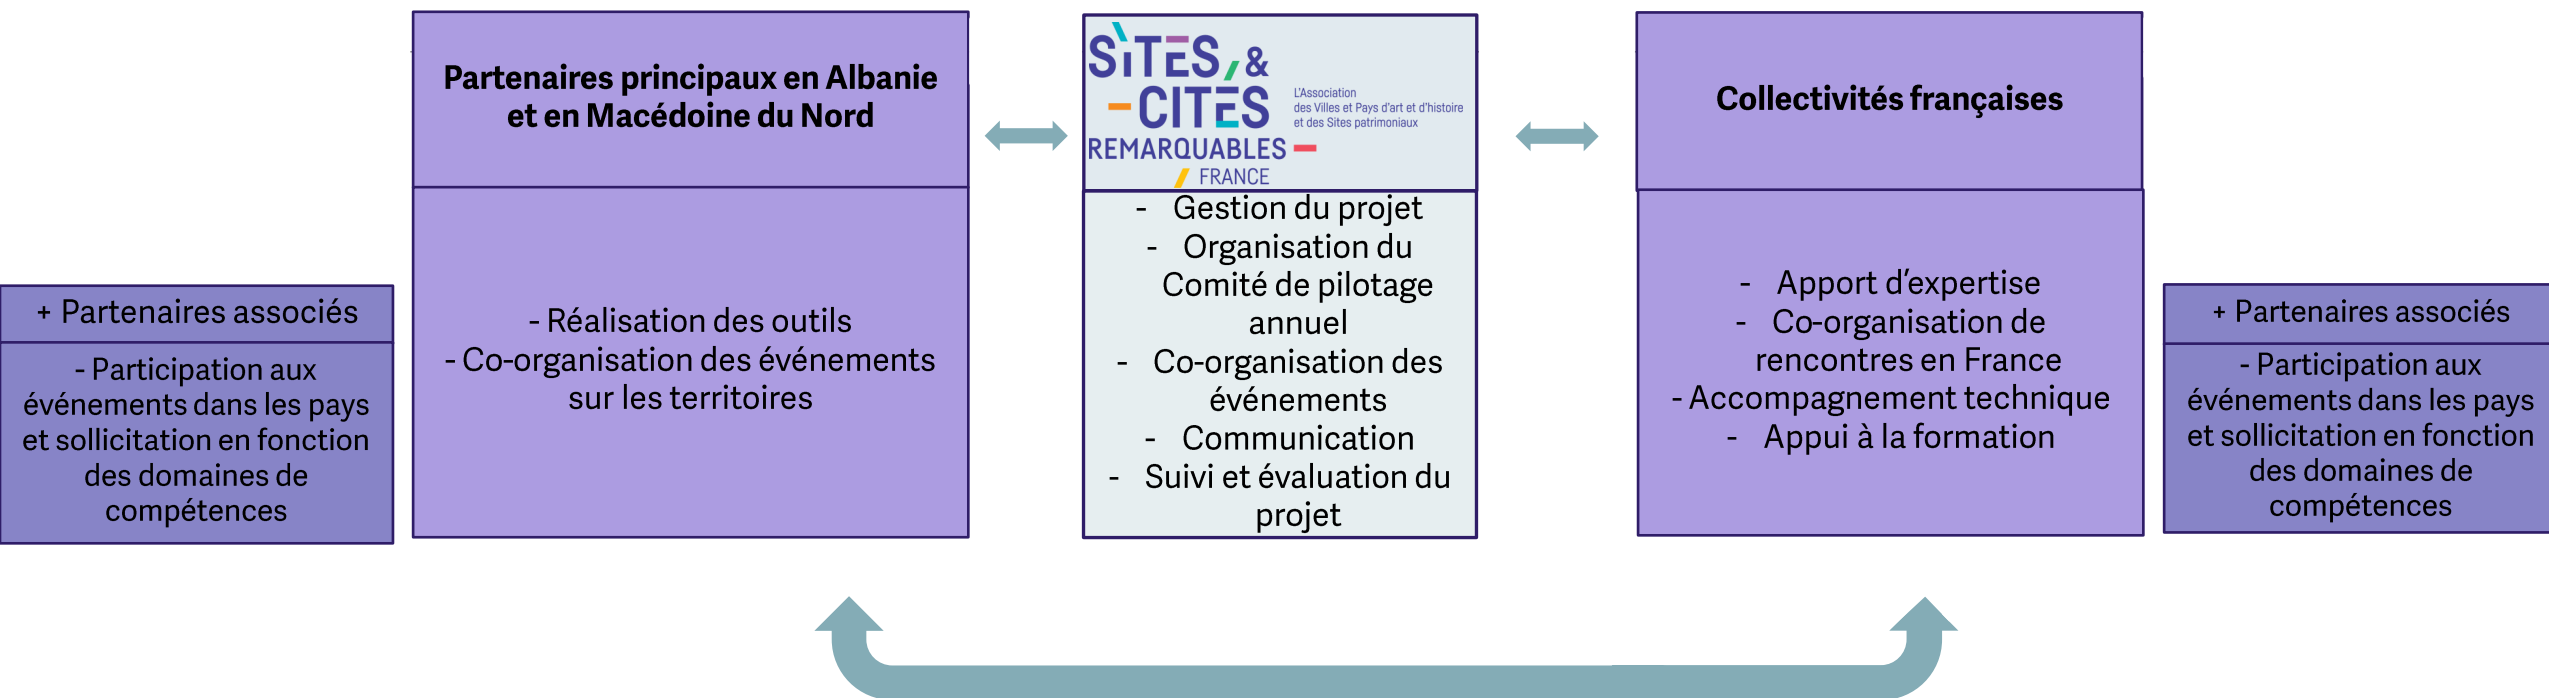 + Partenaires associés
- Participation aux
événements dans les pays
et sollicitation en fonction
des domaines de
compétences
Partenaires principaux en Albanie
et en Macédoine du Nord
- Réalisation des outils
- Co-organisation des événements
sur les territoires
SITES &
CITES
REMARQUABLES
FRANCE
L'Association
des Villes et Pays d'art et d'histoire
et des Sites patrimoniaux
- Gestion du projet
- Organisation du
Comité de pilotage
annuel
- Co-organisation des
événements
- Communication
- Suivi et évaluation du
projet
Collectivités françaises
- Apport d'expertise
- Co-organisation de
rencontres en France
- Accompagnement technique
- Appui à la formation
+ Partenaires associés
- Participation aux
événements dans les pays
et sollicitation en fonction
des domaines de
compétences